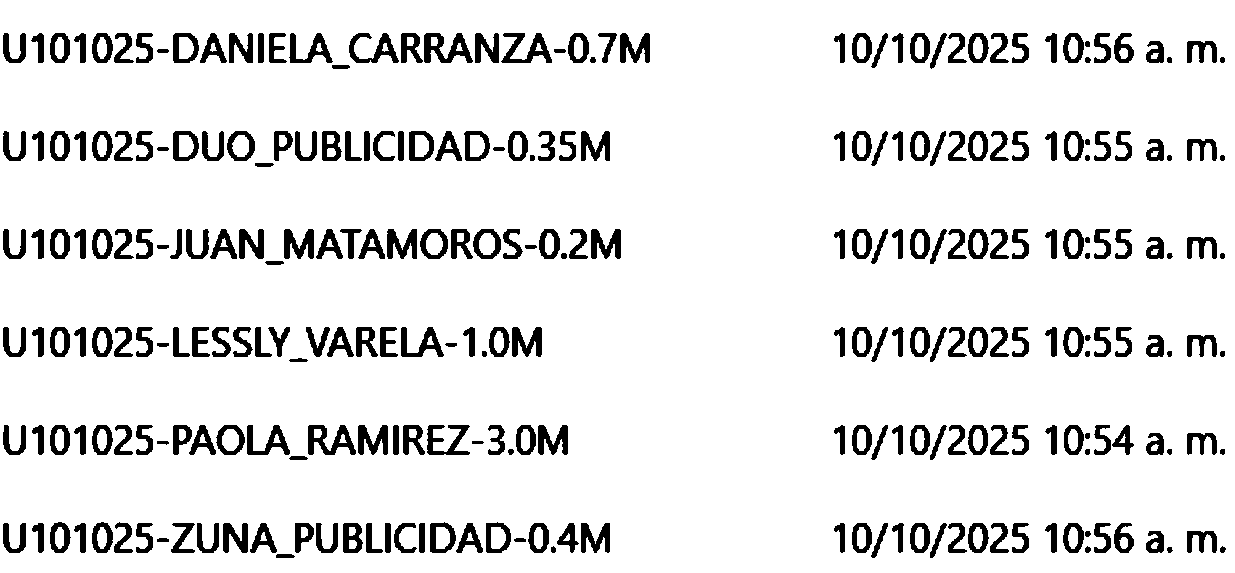 U101025-DANIELA_CARRANZA-0.7M 10/10/2025 10:56 a. m.
U101025-DUO_PUBLICIDAD-0.35M 10/10/2025 10:55 a. m.
U101025-JUAN_MATAMOROS-0.2M 10/10/2025 10:55 a. m.
U101025-LESSLY_VARELA-1.0M 10/10/2025 10:55 a. m.
U101025-PAOLA_RAMIREZ-3.0M 10/10/2025 10:54 a. m.
U101025-ZUNA_PUBLICIDAD-0.4M 10/10/2025 10:56 a. m.